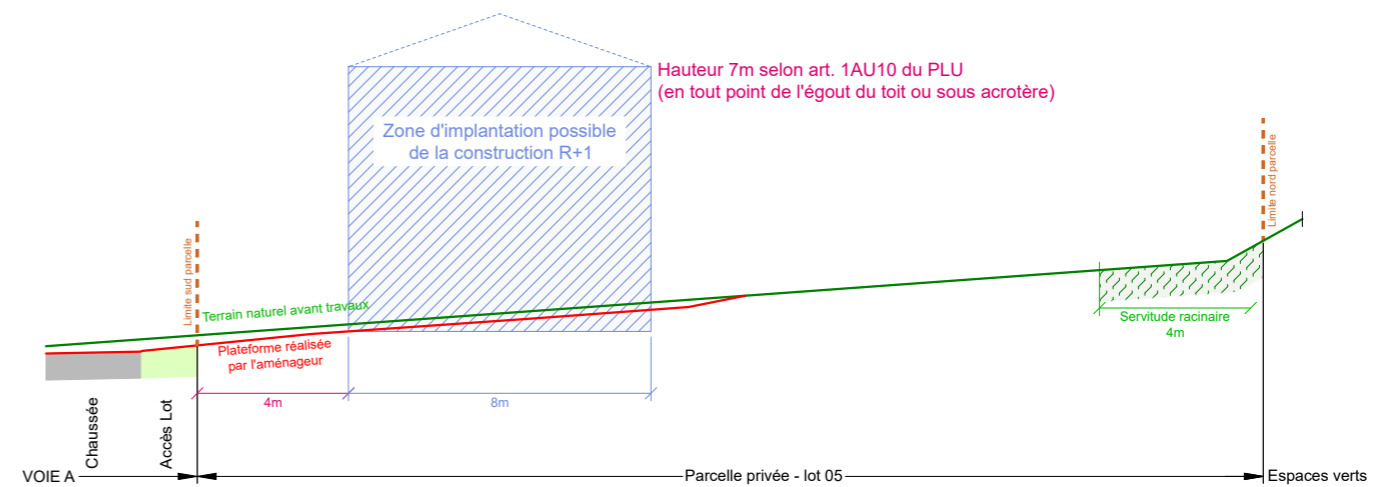 Hauteur 7m selon art. 1AU10 du PLU
(en tout point de l'égout du toit ou sous acrotère)
Zone d'implantation possible
de la construction R+1
Limite nord parcelle
Limite sud parcelle
Terrain naturel avant travaux
Plateforme réalisée
par l'aménageur
Servitude racinaire
4m
4m
8m
Chaussée
Accès Lot
VOIE A
Parcelle privée - lot 05
Espaces verts